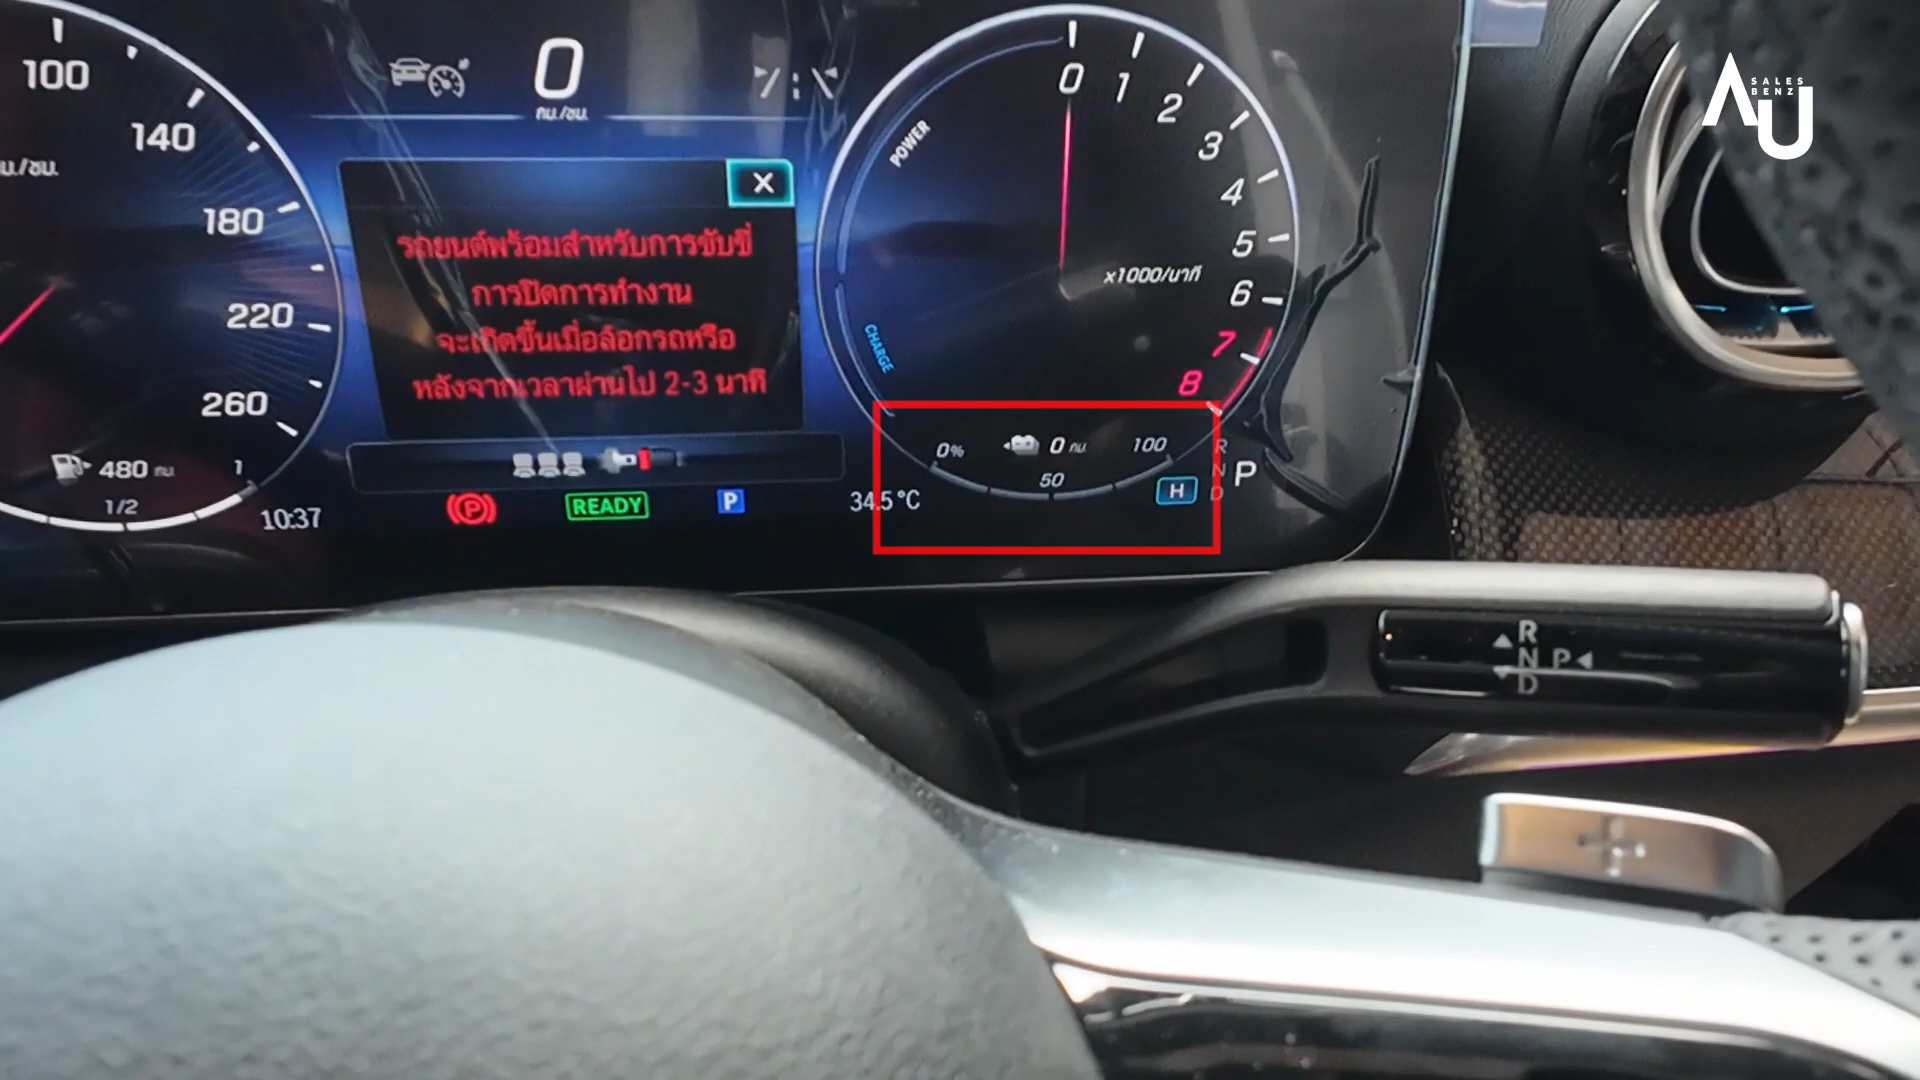 100
140
180
220
260
กม./ชม.
480 กม.
1/2
1
10:37
0
กม./ชม.
X
รถยนต์พร้อมสำหรับการขับขี่
การปิดการทำงาน
จะเกิดขึ้นเมื่อล็อกรถหรือ
หลังจากเวลาผ่านไป 2-3 นาที
P
READY
P
34.5 °C
POWER
CHARGE
0
1
2
3
4
5
6
7
8
x1000/นาที
0%
0 กม.
100
50
H
R
N
D
P
AU
SALES
BENZ
R
N P
D